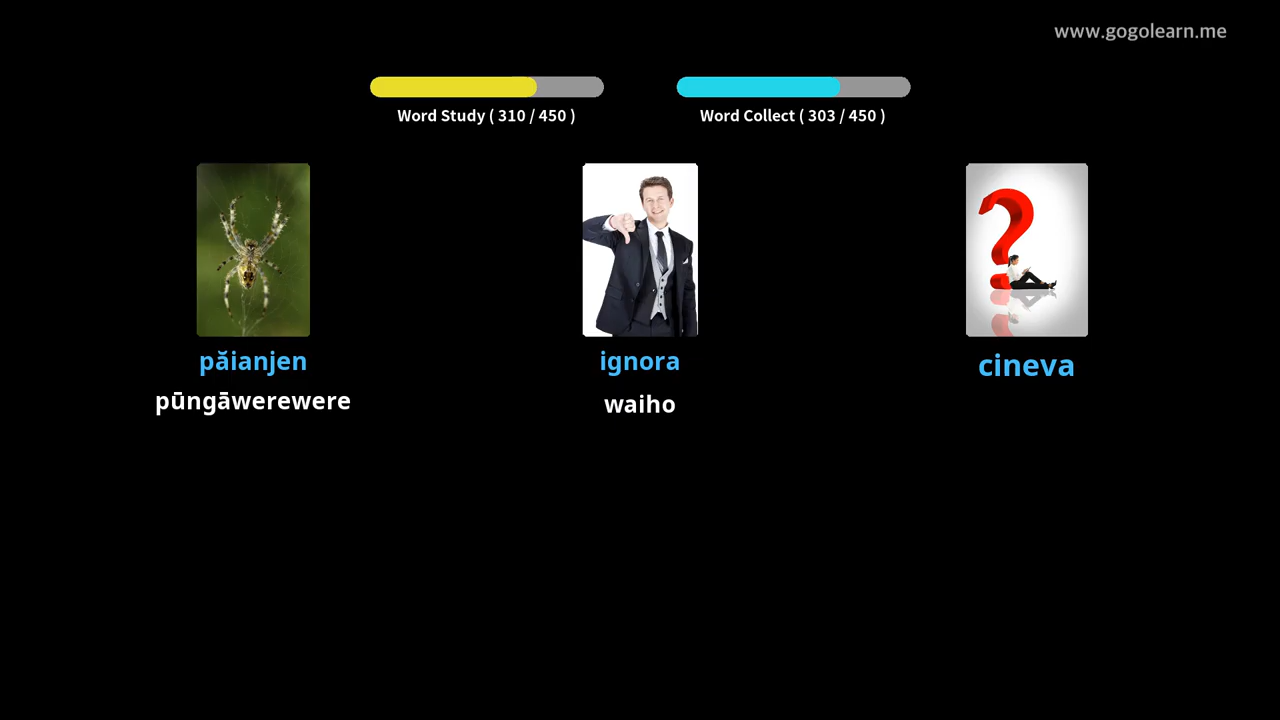 www.gogolearn.me
Word Study ( 310 / 450 )
Word Collect ( 303 / 450 )
păianjen
ignora
cineva
pūngāwerewere
waiho